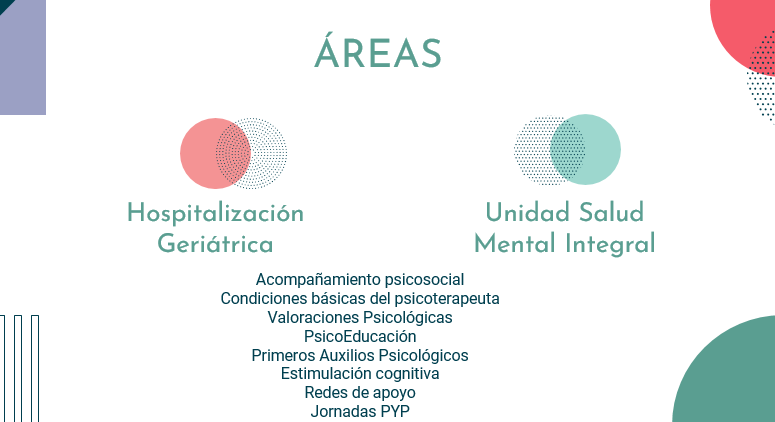 ÁREAS
Hospitalización
Geriátrica
Unidad Salud
Mental Integral
Acompañamiento psicosocial
Condiciones básicas del psicoterapeuta
Valoraciones Psicológicas
PsicoEducación
Primeros Auxilios Psicológicos
Estimulación cognitiva
Redes de apoyo
Jornadas PYP